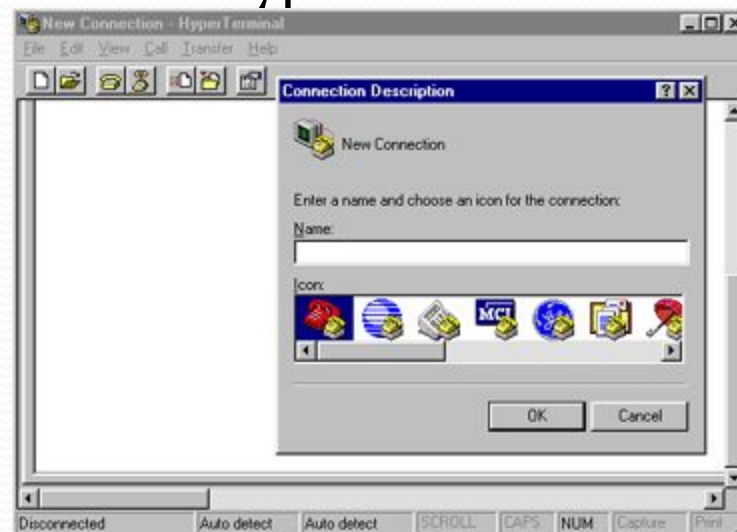 New Connection - HyperTerminal
File Edit View Call Transfer Help
Connection Description
New Connection
Enter a name and choose an icon for the connection:
Name:
Icon:
MCI
OK Cancel
Disconnected Auto detect Auto detect SCROLL CAPS NUM Capture Print